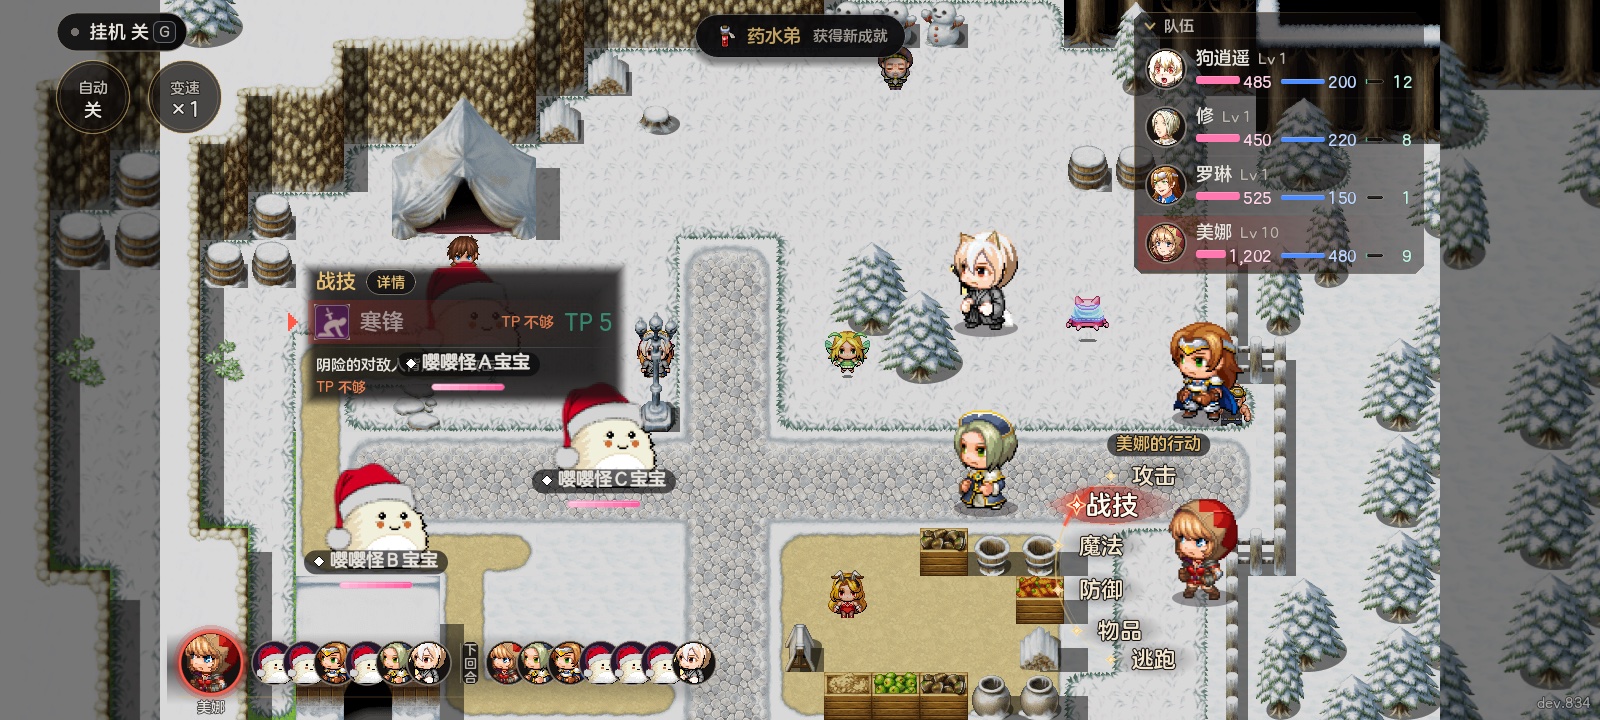 挂机 关 G
自动
关
变速
×1
药水弟 获得新成就
队伍
狗逍遥 Lv 1
485 200 12
修 Lv 1
450 220 8
罗琳 Lv 1
525 150 1
美娜 Lv 10
1,202 480 9
战技 详情
寒锋 TP 不够 TP 5
阴险的对敌人
TP 不够
嘤嘤怪A宝宝
嘤嘤怪C宝宝
嘤嘤怪B宝宝
美娜的行动
攻击
战技
魔法
防御
物品
逃跑
下回合
美娜
dev.834